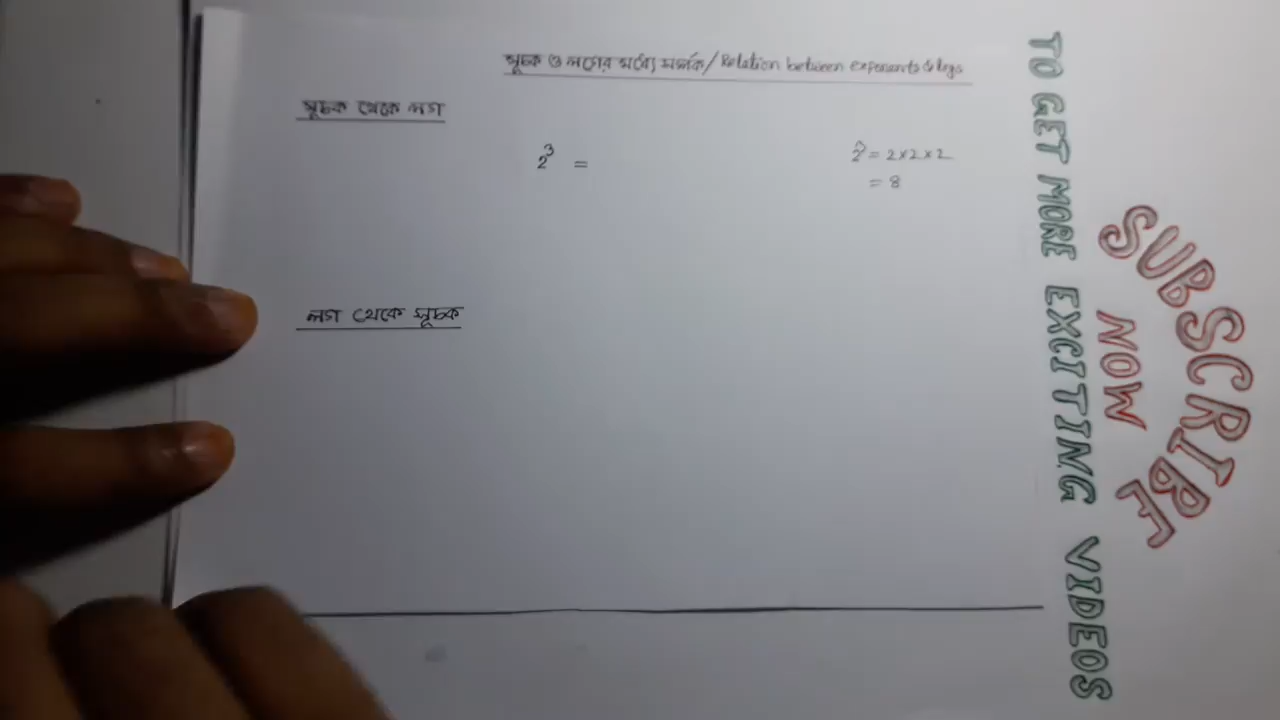 সূচক ও লগের মধ্যে সম্পর্ক/Relation between exponents & logs
সূচক থেকে লগ
2³ =
2³ = 2×2×2
= 8
লগ থেকে সূচক
TO GET MORE EXCITING VIDEOS
SUBSCRIBE
NOW